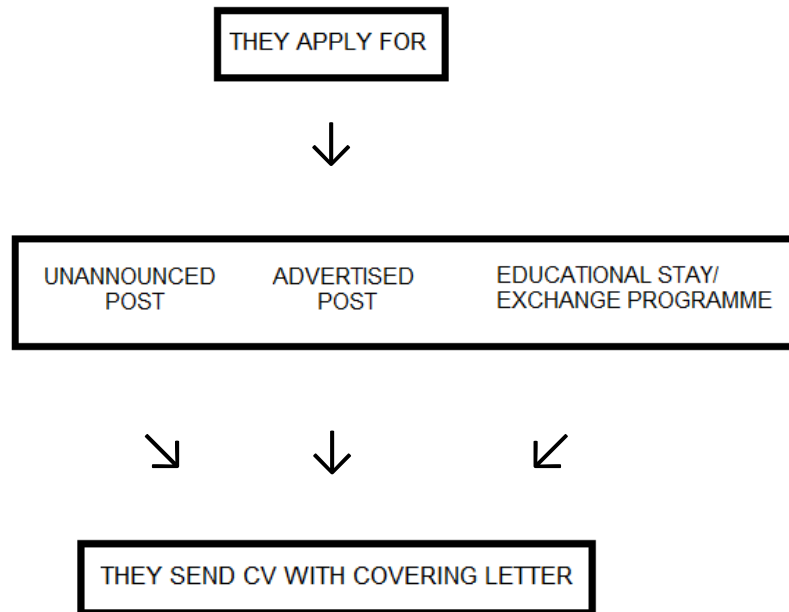 THEY APPLY FOR
UNANNOUNCED
POST
ADVERTISED
POST
EDUCATIONAL STAY/
EXCHANGE PROGRAMME
THEY SEND CV WITH COVERING LETTER